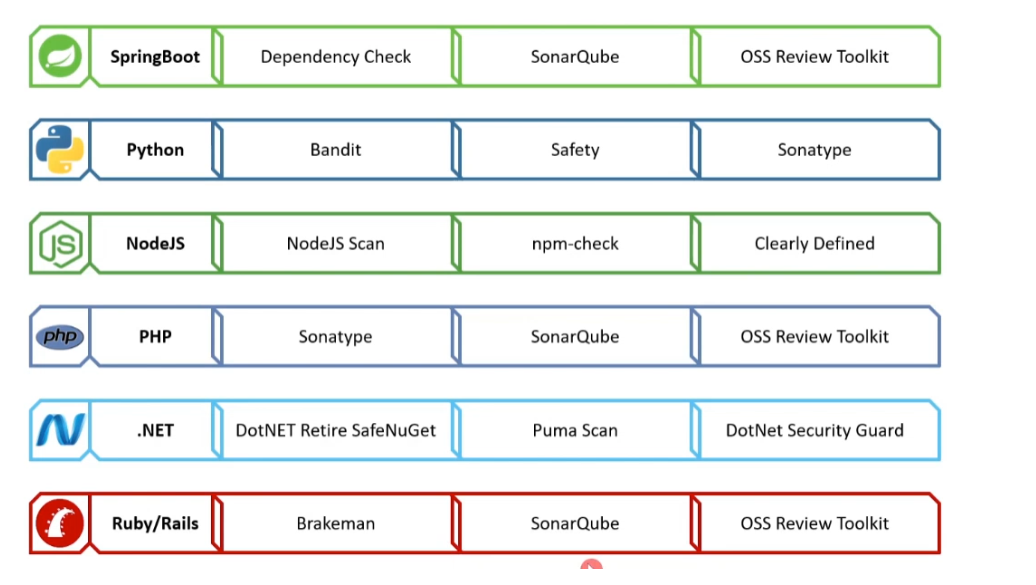 SpringBoot Dependency Check SonarQube OSS Review Toolkit
Python Bandit Safety Sonatype
JS NodeJS NodeJS Scan npm-check Clearly Defined
php PHP Sonatype SonarQube OSS Review Toolkit
.NET DotNET Retire SafeNuGet Puma Scan DotNet Security Guard
Ruby/Rails Brakeman SonarQube OSS Review Toolkit